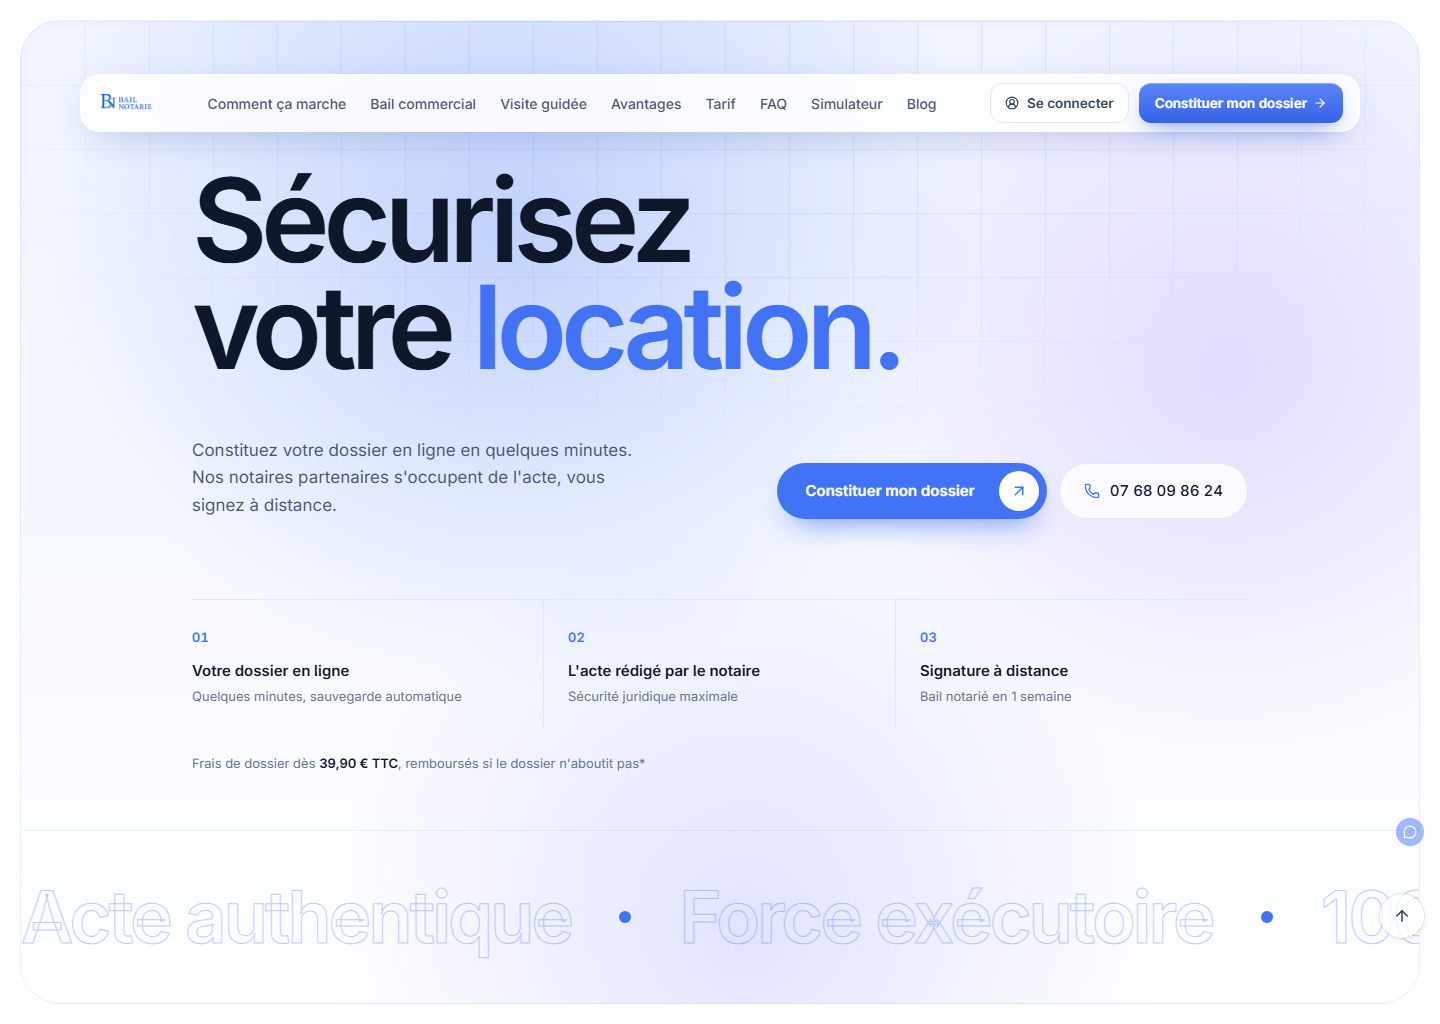 BAIL
NOTARIE
Comment ça marche
Bail commercial
Visite guidée
Avantages
Tarif
FAQ
Simulateur
Blog
Se connecter
Constituer mon dossier
Sécurisez
votre location.
Constituez votre dossier en ligne en quelques minutes.
Nos notaires partenaires s'occupent de l'acte, vous
signez à distance.
Constituer mon dossier
07 68 09 86 24
01
Votre dossier en ligne
Quelques minutes, sauvegarde automatique
02
L'acte rédigé par le notaire
Sécurité juridique maximale
03
Signature à distance
Bail notarié en 1 semaine
Frais de dossier dès 39,90 € TTC, remboursés si le dossier n'aboutit pas*
Acte authentique • Force exécutoire •